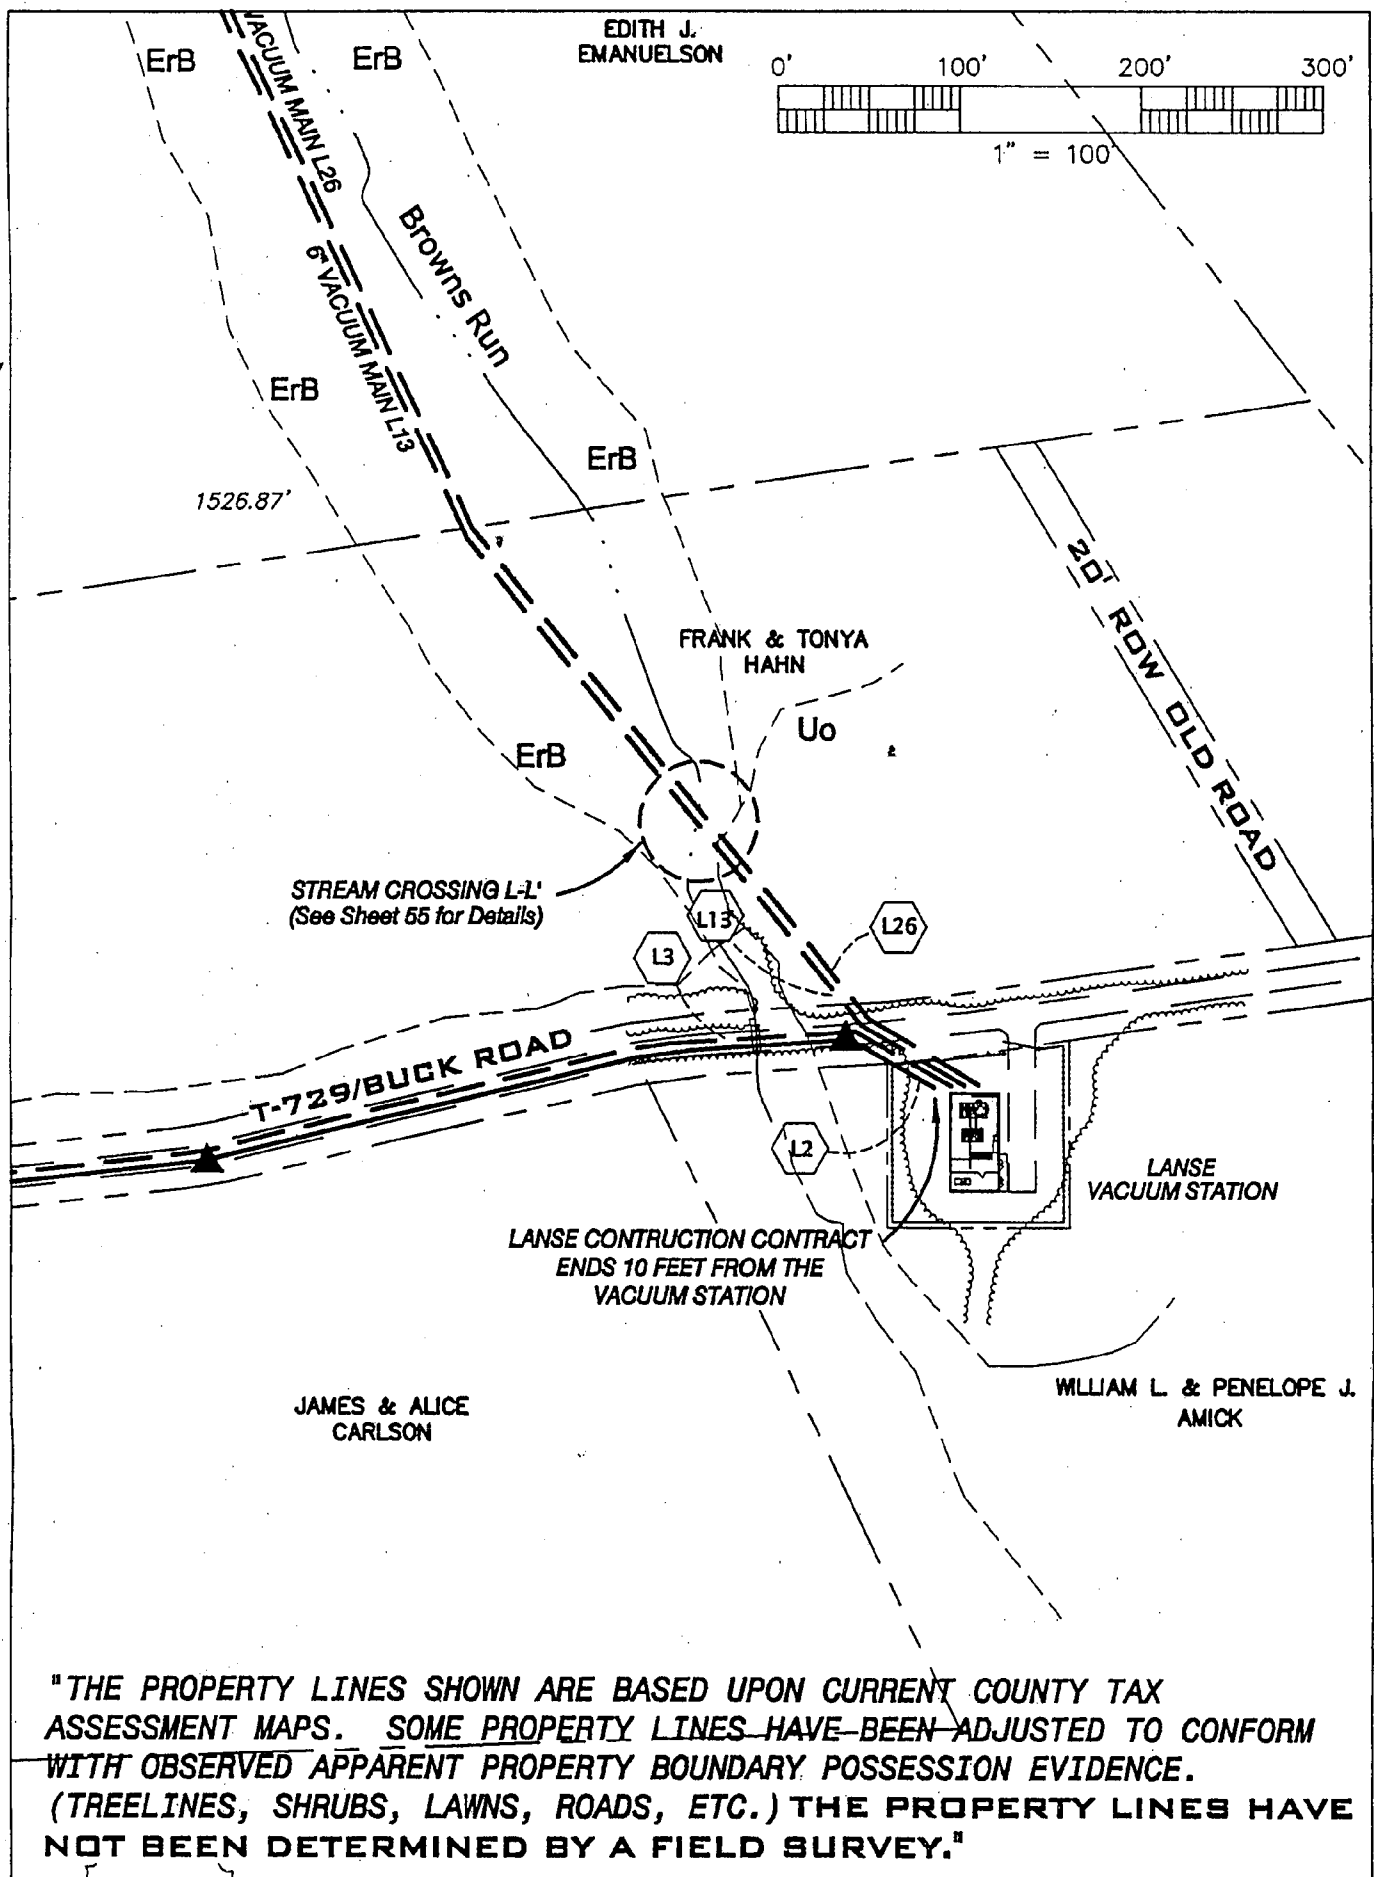 EDITH J.
EMANUELSON
0' 100' 200' 300'
1" = 100'
ErB
ErB
VACUUM MAIN L26
6" VACUUM MAIN L13
Browns Run
ErB
ErB
1526.87'
20' ROW OLD ROAD
FRANK & TONYA
HAHN
Uo
ErB
STREAM CROSSING L-L'
(See Sheet 55 for Details)
L13
L26
L3
T-729/BUCK ROAD
L2
LANSE
VACUUM STATION
LANSE CONTRUCTION CONTRACT
ENDS 10 FEET FROM THE
VACUUM STATION
JAMES & ALICE
CARLSON
WILLIAM L. & PENELOPE J.
AMICK
"THE PROPERTY LINES SHOWN ARE BASED UPON CURRENT COUNTY TAX
ASSESSMENT MAPS. SOME PROPERTY LINES HAVE BEEN ADJUSTED TO CONFORM
WITH OBSERVED APPARENT PROPERTY BOUNDARY POSSESSION EVIDENCE.
(TREELINES, SHRUBS, LAWNS, ROADS, ETC.) THE PROPERTY LINES HAVE
NOT BEEN DETERMINED BY A FIELD SURVEY."